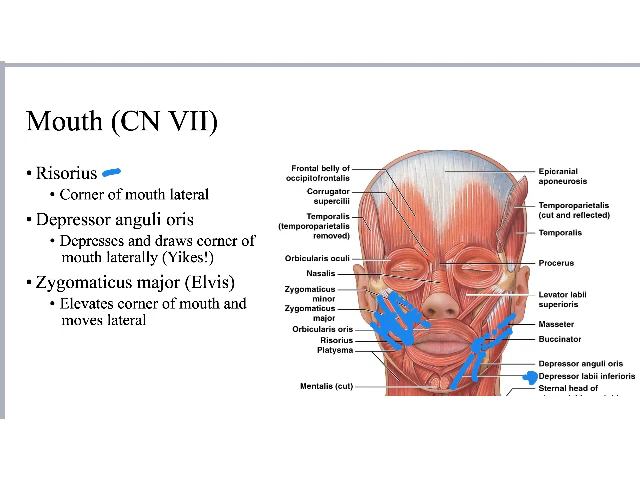 Mouth (CN VII)
• Risorius
• Corner of mouth lateral
• Depressor anguli oris
• Depresses and draws corner of
mouth laterally (Yikes!)
• Zygomaticus major (Elvis)
• Elevates corner of mouth and
moves lateral
Frontal belly of
occipitofrontalis
Corrugator
supercilii
Temporalis
(temporoparietalis
removed)
Orbicularis oculi
Nasalis
Zygomaticus
minor
Zygomaticus
major
Orbicularis oris
Risorius
Platysma
Mentalis (cut)
Epicranial
aponeurosis
Temporoparietalis
(cut and reflected)
Temporalis
Procerus
Levator labii
superioris
Masseter
Buccinator
Depressor anguli oris
Depressor labii inferioris
Sternal head of